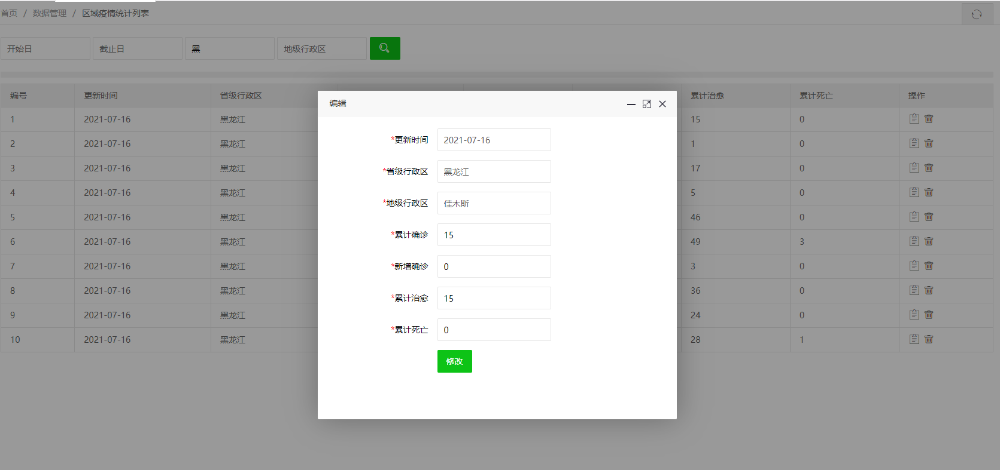 首页 / 数据管理 / 区域疫情统计列表
开始日 截止日 黑 地级行政区
编号 更新时间 省级行政区 累计治愈 累计死亡 操作
1 2021-07-16 黑龙江 15 0
2 2021-07-16 黑龙江 1 0
3 2021-07-16 黑龙江 17 0
4 2021-07-16 黑龙江 5 0
5 2021-07-16 黑龙江 46 0
6 2021-07-16 黑龙江 49 3
7 2021-07-16 黑龙江 3 0
8 2021-07-16 黑龙江 36 0
9 2021-07-16 黑龙江 24 0
10 2021-07-16 黑龙江 28 1
编辑
*更新时间 2021-07-16
*省级行政区 黑龙江
*地级行政区 佳木斯
*累计确诊 15
*新增确诊 0
*累计治愈 15
*累计死亡 0
修改